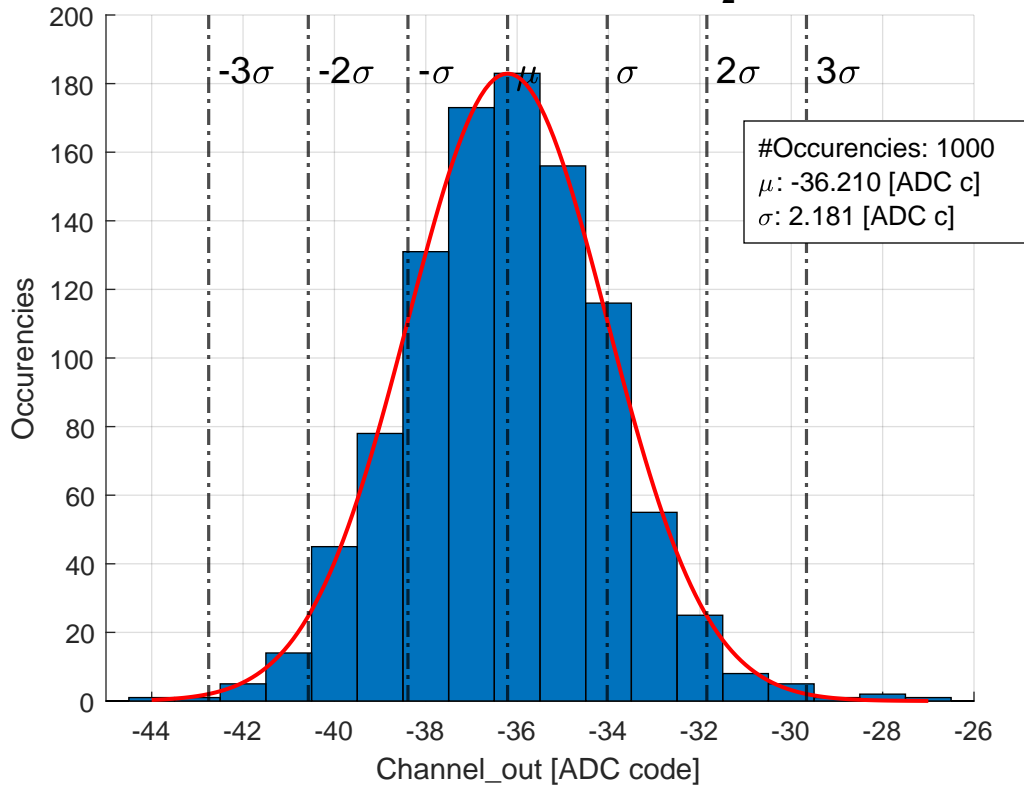 200
180
160
140
120
100
80
60
40
20
0
Occurencies
-3σ
-2σ
-σ
μ
σ
2σ
3σ
#Occurencies: 1000
μ: -36.210 [ADC c]
σ: 2.181 [ADC c]
-44
-42
-40
-38
-36
-34
-32
-30
-28
-26
Channel_out [ADC code]